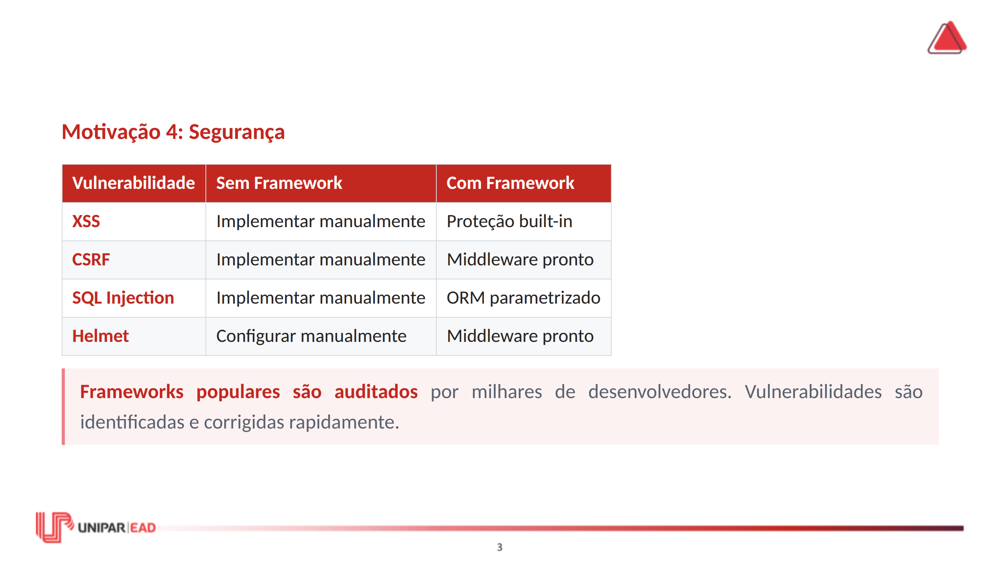 Motivação 4: Segurança
Vulnerabilidade Sem Framework Com Framework
XSS Implementar manualmente Proteção built-in
CSRF Implementar manualmente Middleware pronto
SQL Injection Implementar manualmente ORM parametrizado
Helmet Configurar manualmente Middleware pronto
Frameworks populares são auditados por milhares de desenvolvedores. Vulnerabilidades são
identificadas e corrigidas rapidamente.
UNIPAR|EAD
3